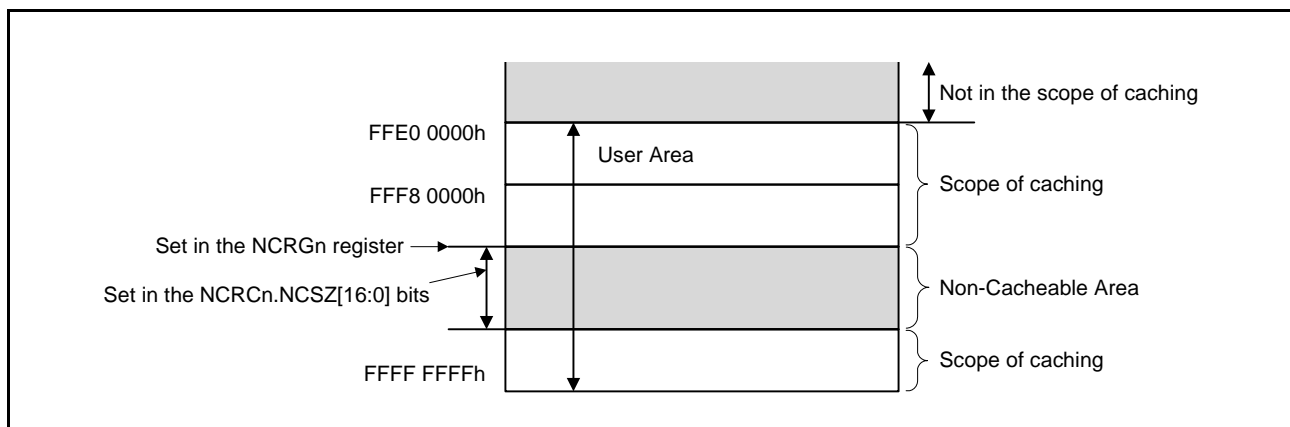 Not in the scope of caching
FFE0 0000h
User Area
Scope of caching
FFF8 0000h
Set in the NCRGn register
Set in the NCRCn.NCSZ[16:0] bits
Non-Cacheable Area
Scope of caching
FFFF FFFFh